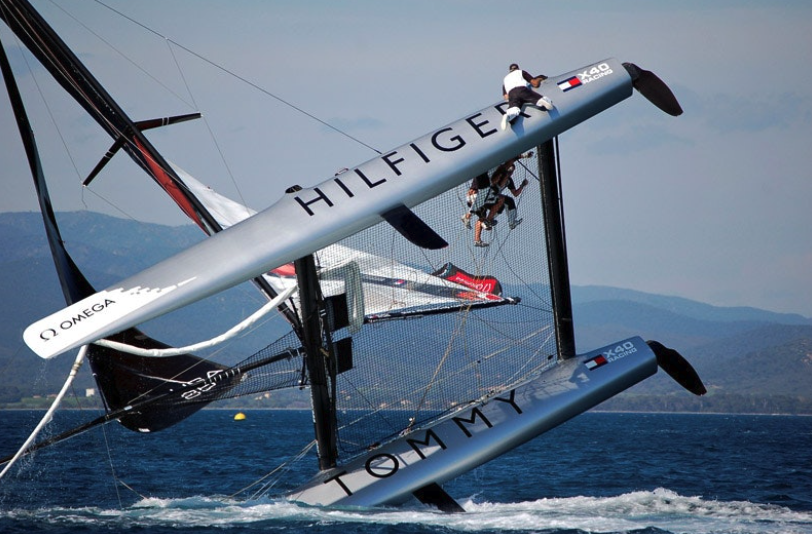 X40
RACING
HILFIGER
Ω OMEGA
X40
RACING
TOMMY